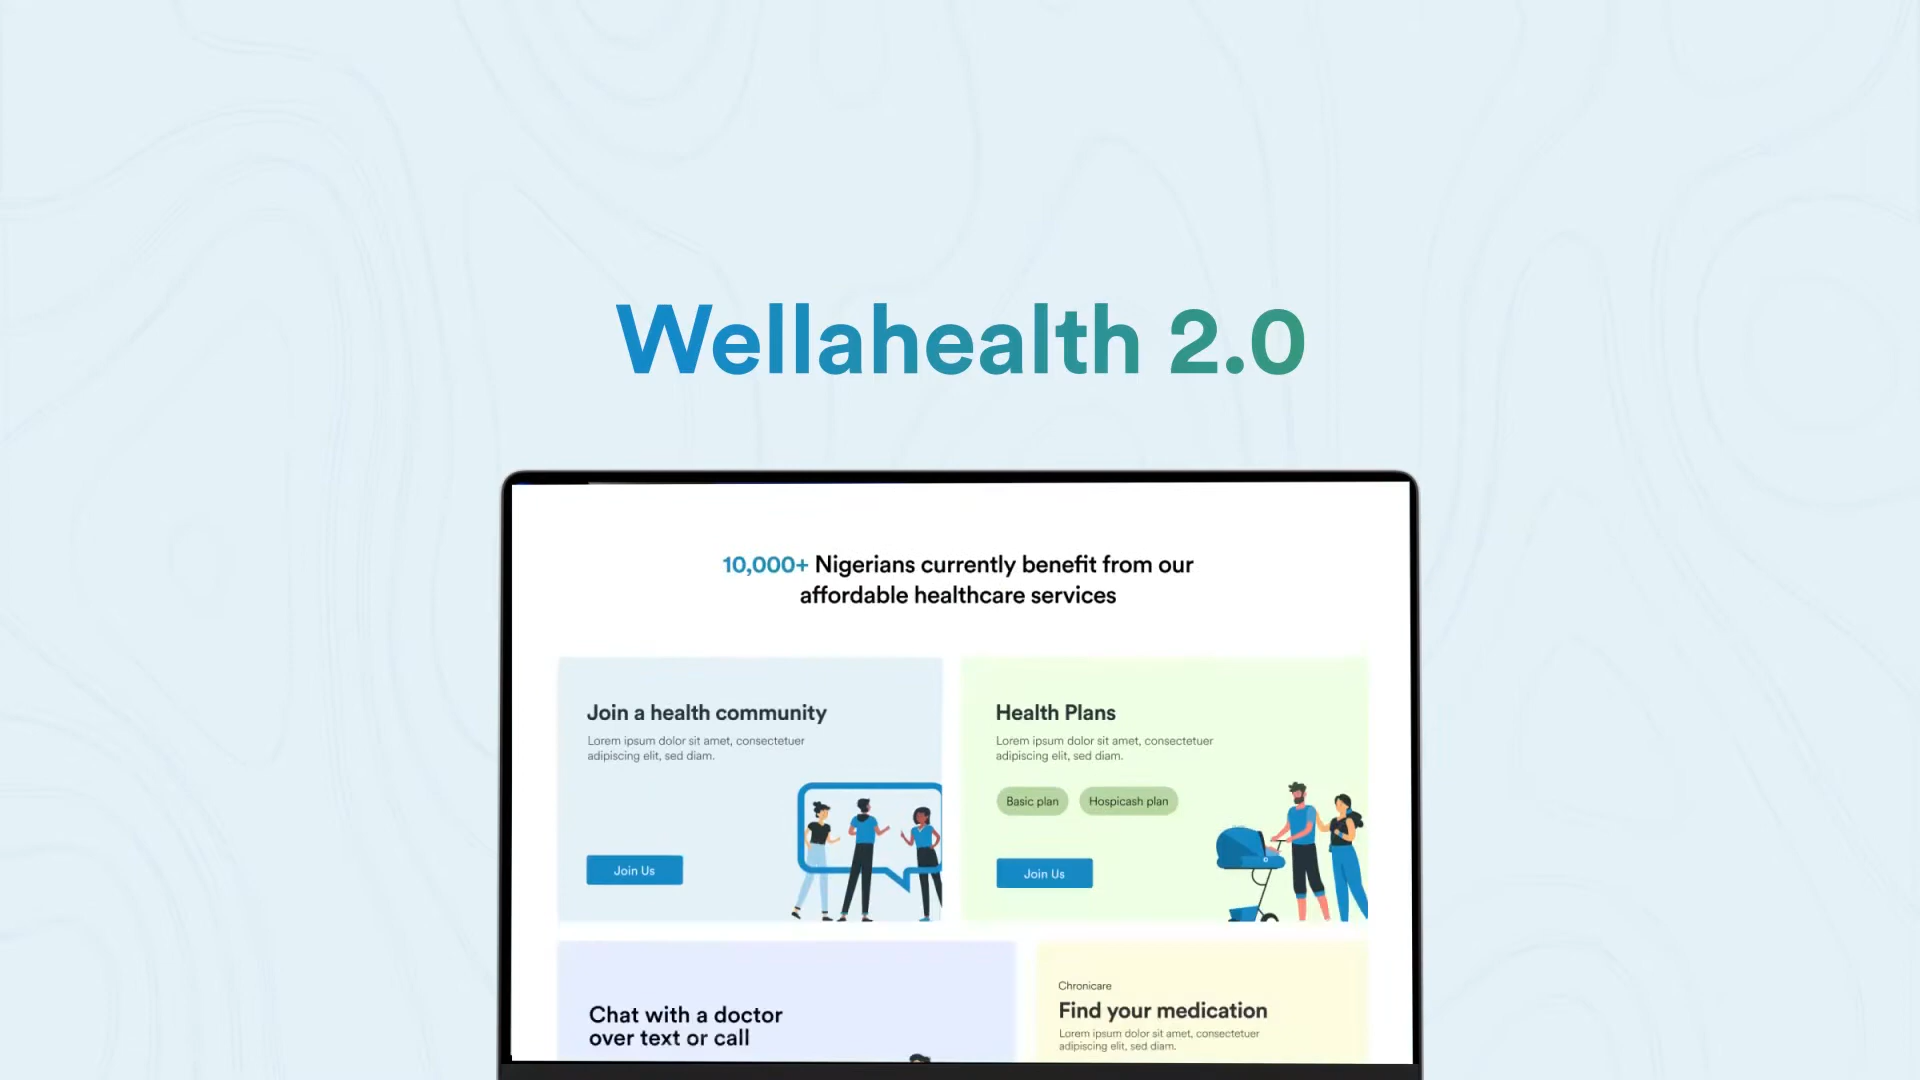 Wellahealth 2.0
10,000+ Nigerians currently benefit from our
affordable healthcare services
Join a health community
Lorem ipsum dolor sit amet, consectetuer
adipiscing elit, sed diam.
Join Us
Health Plans
Lorem ipsum dolor sit amet, consectetuer
adipiscing elit, sed diam.
Basic plan
Hospicash plan
Join Us
Chat with a doctor
over text or call
Chronicare
Find your medication
Lorem ipsum dolor sit amet, consectetuer
adipiscing elit, sed diam.